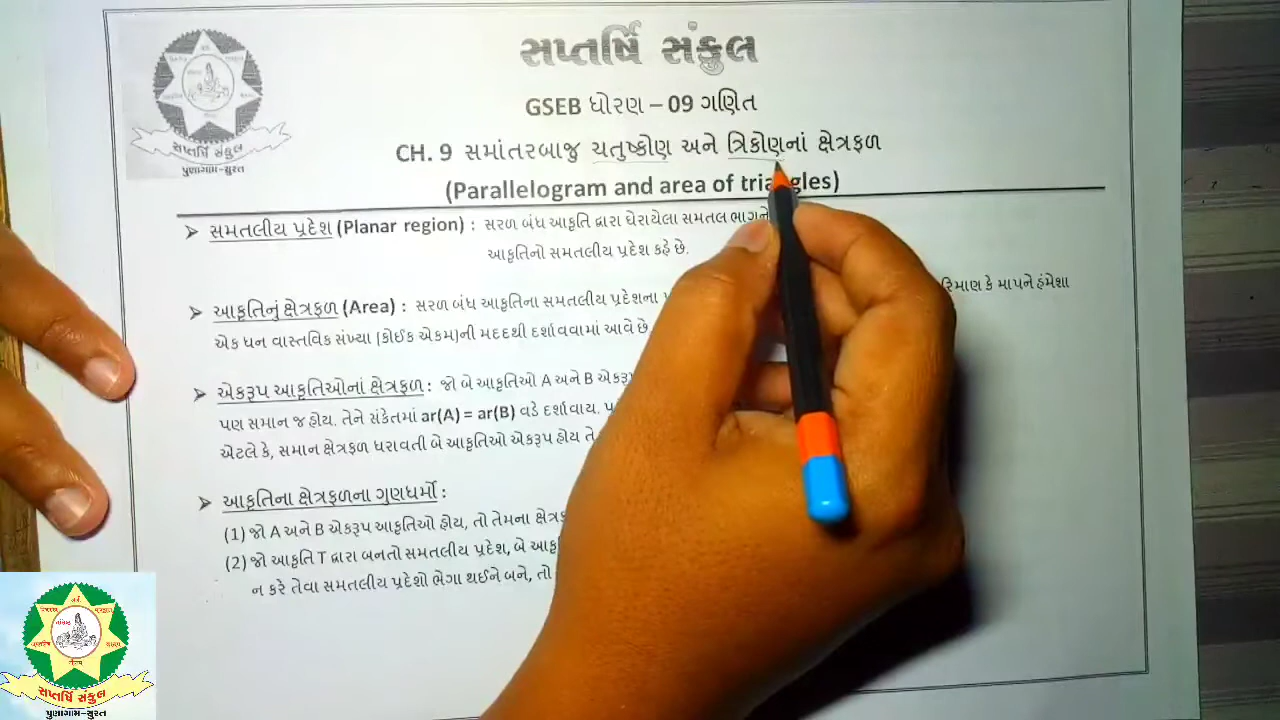 સપ્તર્ષિ સંકુલ
GSEB ધોરણ – 09 ગણિત
CH. 9 સમાંતરબાજુ ચતુષ્કોણ અને ત્રિકોણનાં ક્ષેત્રફળ
(Parallelogram and area of triangles)
સપ્તર્ષિ સંકુલ
પુણાગામ-સુરત
➤ સમતલીય પ્રદેશ (Planar region) : સરળ બંધ આકૃતિ દ્વારા ઘેરાયેલા સમતલ ભાગને
આકૃતિનો સમતલીય પ્રદેશ કહે છે.
➤ આકૃતિનું ક્ષેત્રફળ (Area) : સરળ બંધ આકૃતિના સમતલીય પ્રદેશના કે માપને હંમેશા
એક ધન વાસ્તવિક સંખ્યા (કોઈક એકમ)ની મદદથી દર્શાવવામાં આવે છે.
➤ એકરૂપ આકૃતિઓનાં ક્ષેત્રફળ : જો બે આકૃતિઓ A અને B
પણ સમાન જ હોય. તેને સંકેતમાં ar(A) = ar(B) વડે દર્શાવાય.
એટલે કે, સમાન ક્ષેત્રફળ ધરાવતી બે આકૃતિઓ એકરૂપ હોય
➤ આકૃતિના ક્ષેત્રફળના ગુણધર્મો :
(1) જો A અને B એકરૂપ આકૃતિઓ હોય, તો તેમના
(2) જો આકૃતિ T દ્વારા બનતો સમતલીય પ્રદેશ, બે
ન કરે તેવા સમતલીય પ્રદેશો ભેગા થઈને બને, તો
સપ્તર્ષિ સંકુલ
પુણાગામ-સુરત